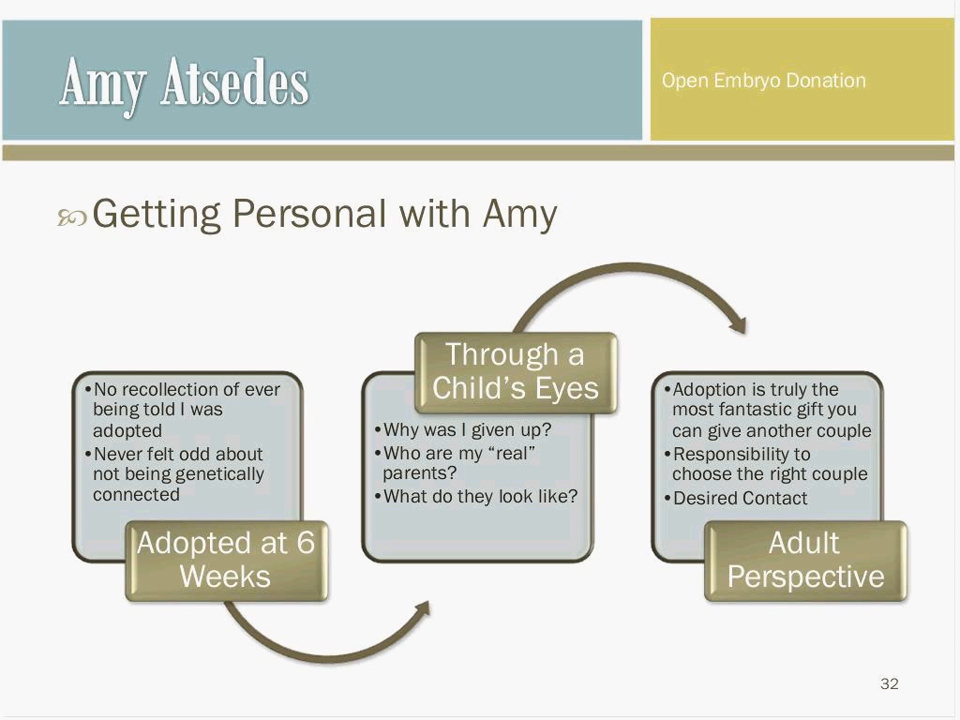 Amy Atsedes
Open Embryo Donation
Getting Personal with Amy
•No recollection of ever
being told I was
adopted
•Never felt odd about
not being genetically
connected
Adopted at 6
Weeks
Through a
Child’s Eyes
•Why was I given up?
•Who are my “real”
parents?
•What do they look like?
•Adoption is truly the
most fantastic gift you
can give another couple
•Responsibility to
choose the right couple
•Desired Contact
Adult
Perspective
32